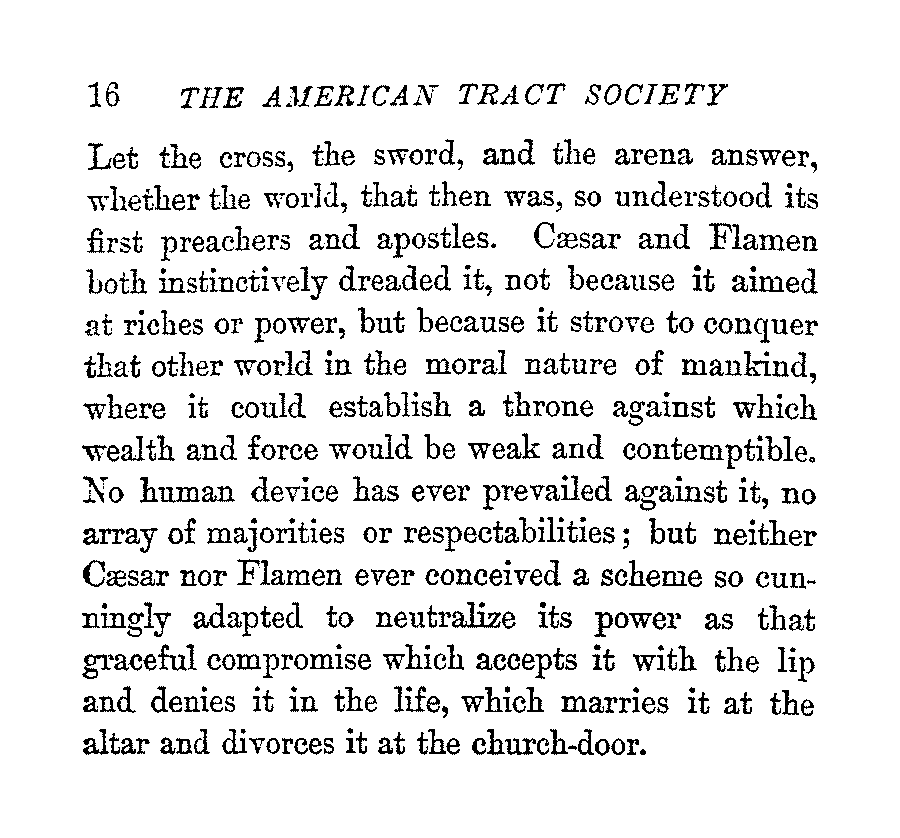 16 THE AMERICAN TRACT SOCIETY
Let the cross, the sword, and the arena answer,
whether the world, that then was, so understood its
first preachers and apostles. Cæsar and Flamen
both instinctively dreaded it, not because it aimed
at riches or power, but because it strove to conquer
that other world in the moral nature of mankind,
where it could establish a throne against which
wealth and force would be weak and contemptible.
No human device has ever prevailed against it, no
array of majorities or respectabilities; but neither
Cæsar nor Flamen ever conceived a scheme so cun-
ningly adapted to neutralize its power as that
graceful compromise which accepts it with the lip
and denies it in the life, which marries it at the
altar and divorces it at the church-door.